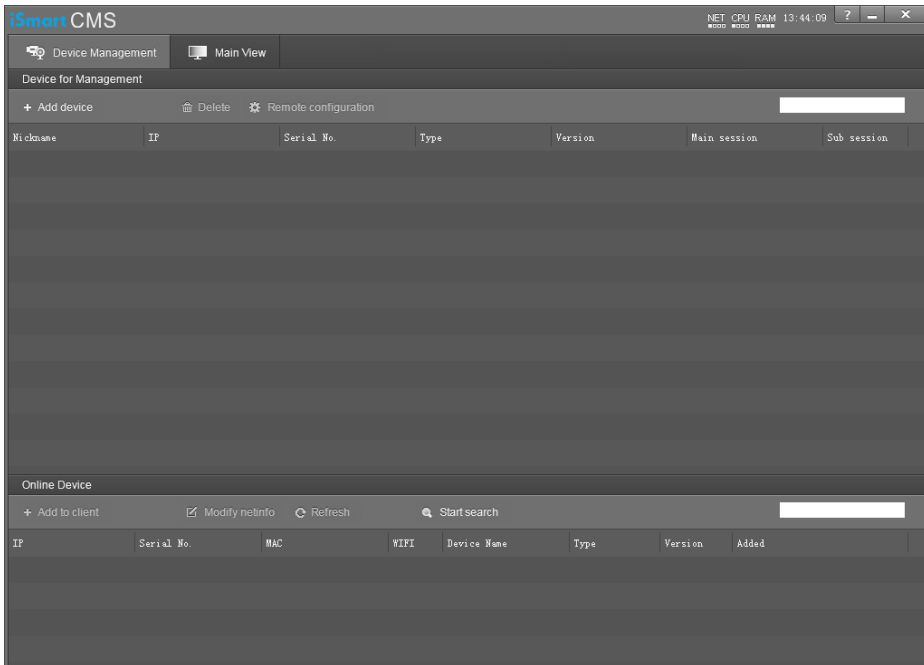 iSmart CMS NET CPU RAM 13:44:09 ?
Device Management Main View
Device for Management
+ Add device Delete Remote configuration
Nickname IP Serial No. Type Version Main session Sub session
Online Device
+ Add to client Modify netinfo Refresh Start search
IP Serial No. MAC WIFI Device Name Type Version Added